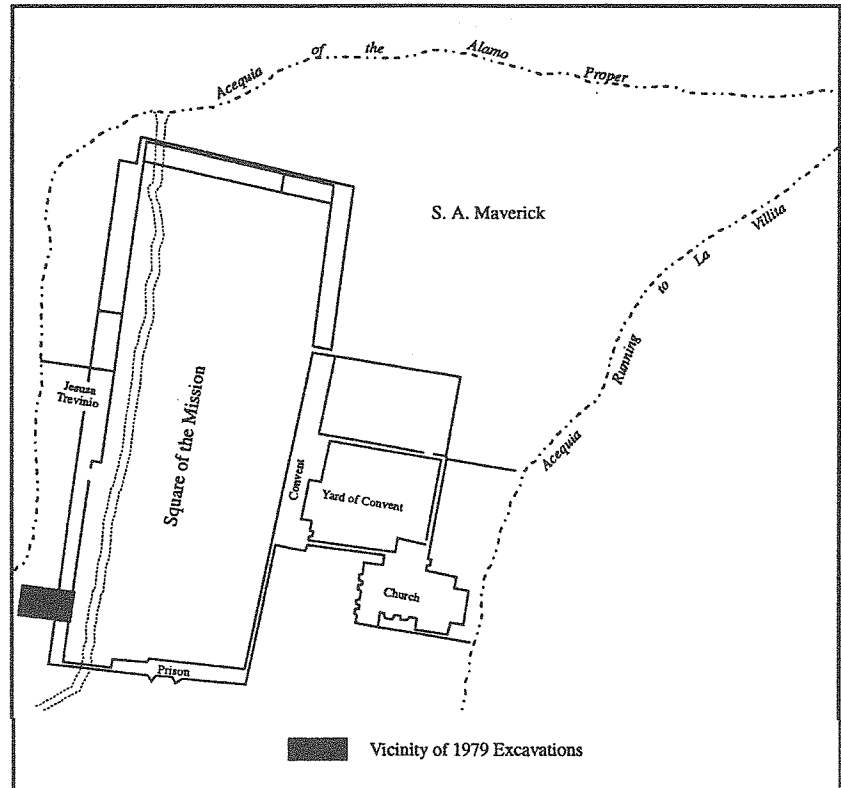 Acequia of the Alamo Proper
S. A. Maverick
Acequia Running to La Villita
Jesuza
Trevinio
Square of the Mission
Convent
Yard of Convent
Church
Prison
Vicinity of 1979 Excavations